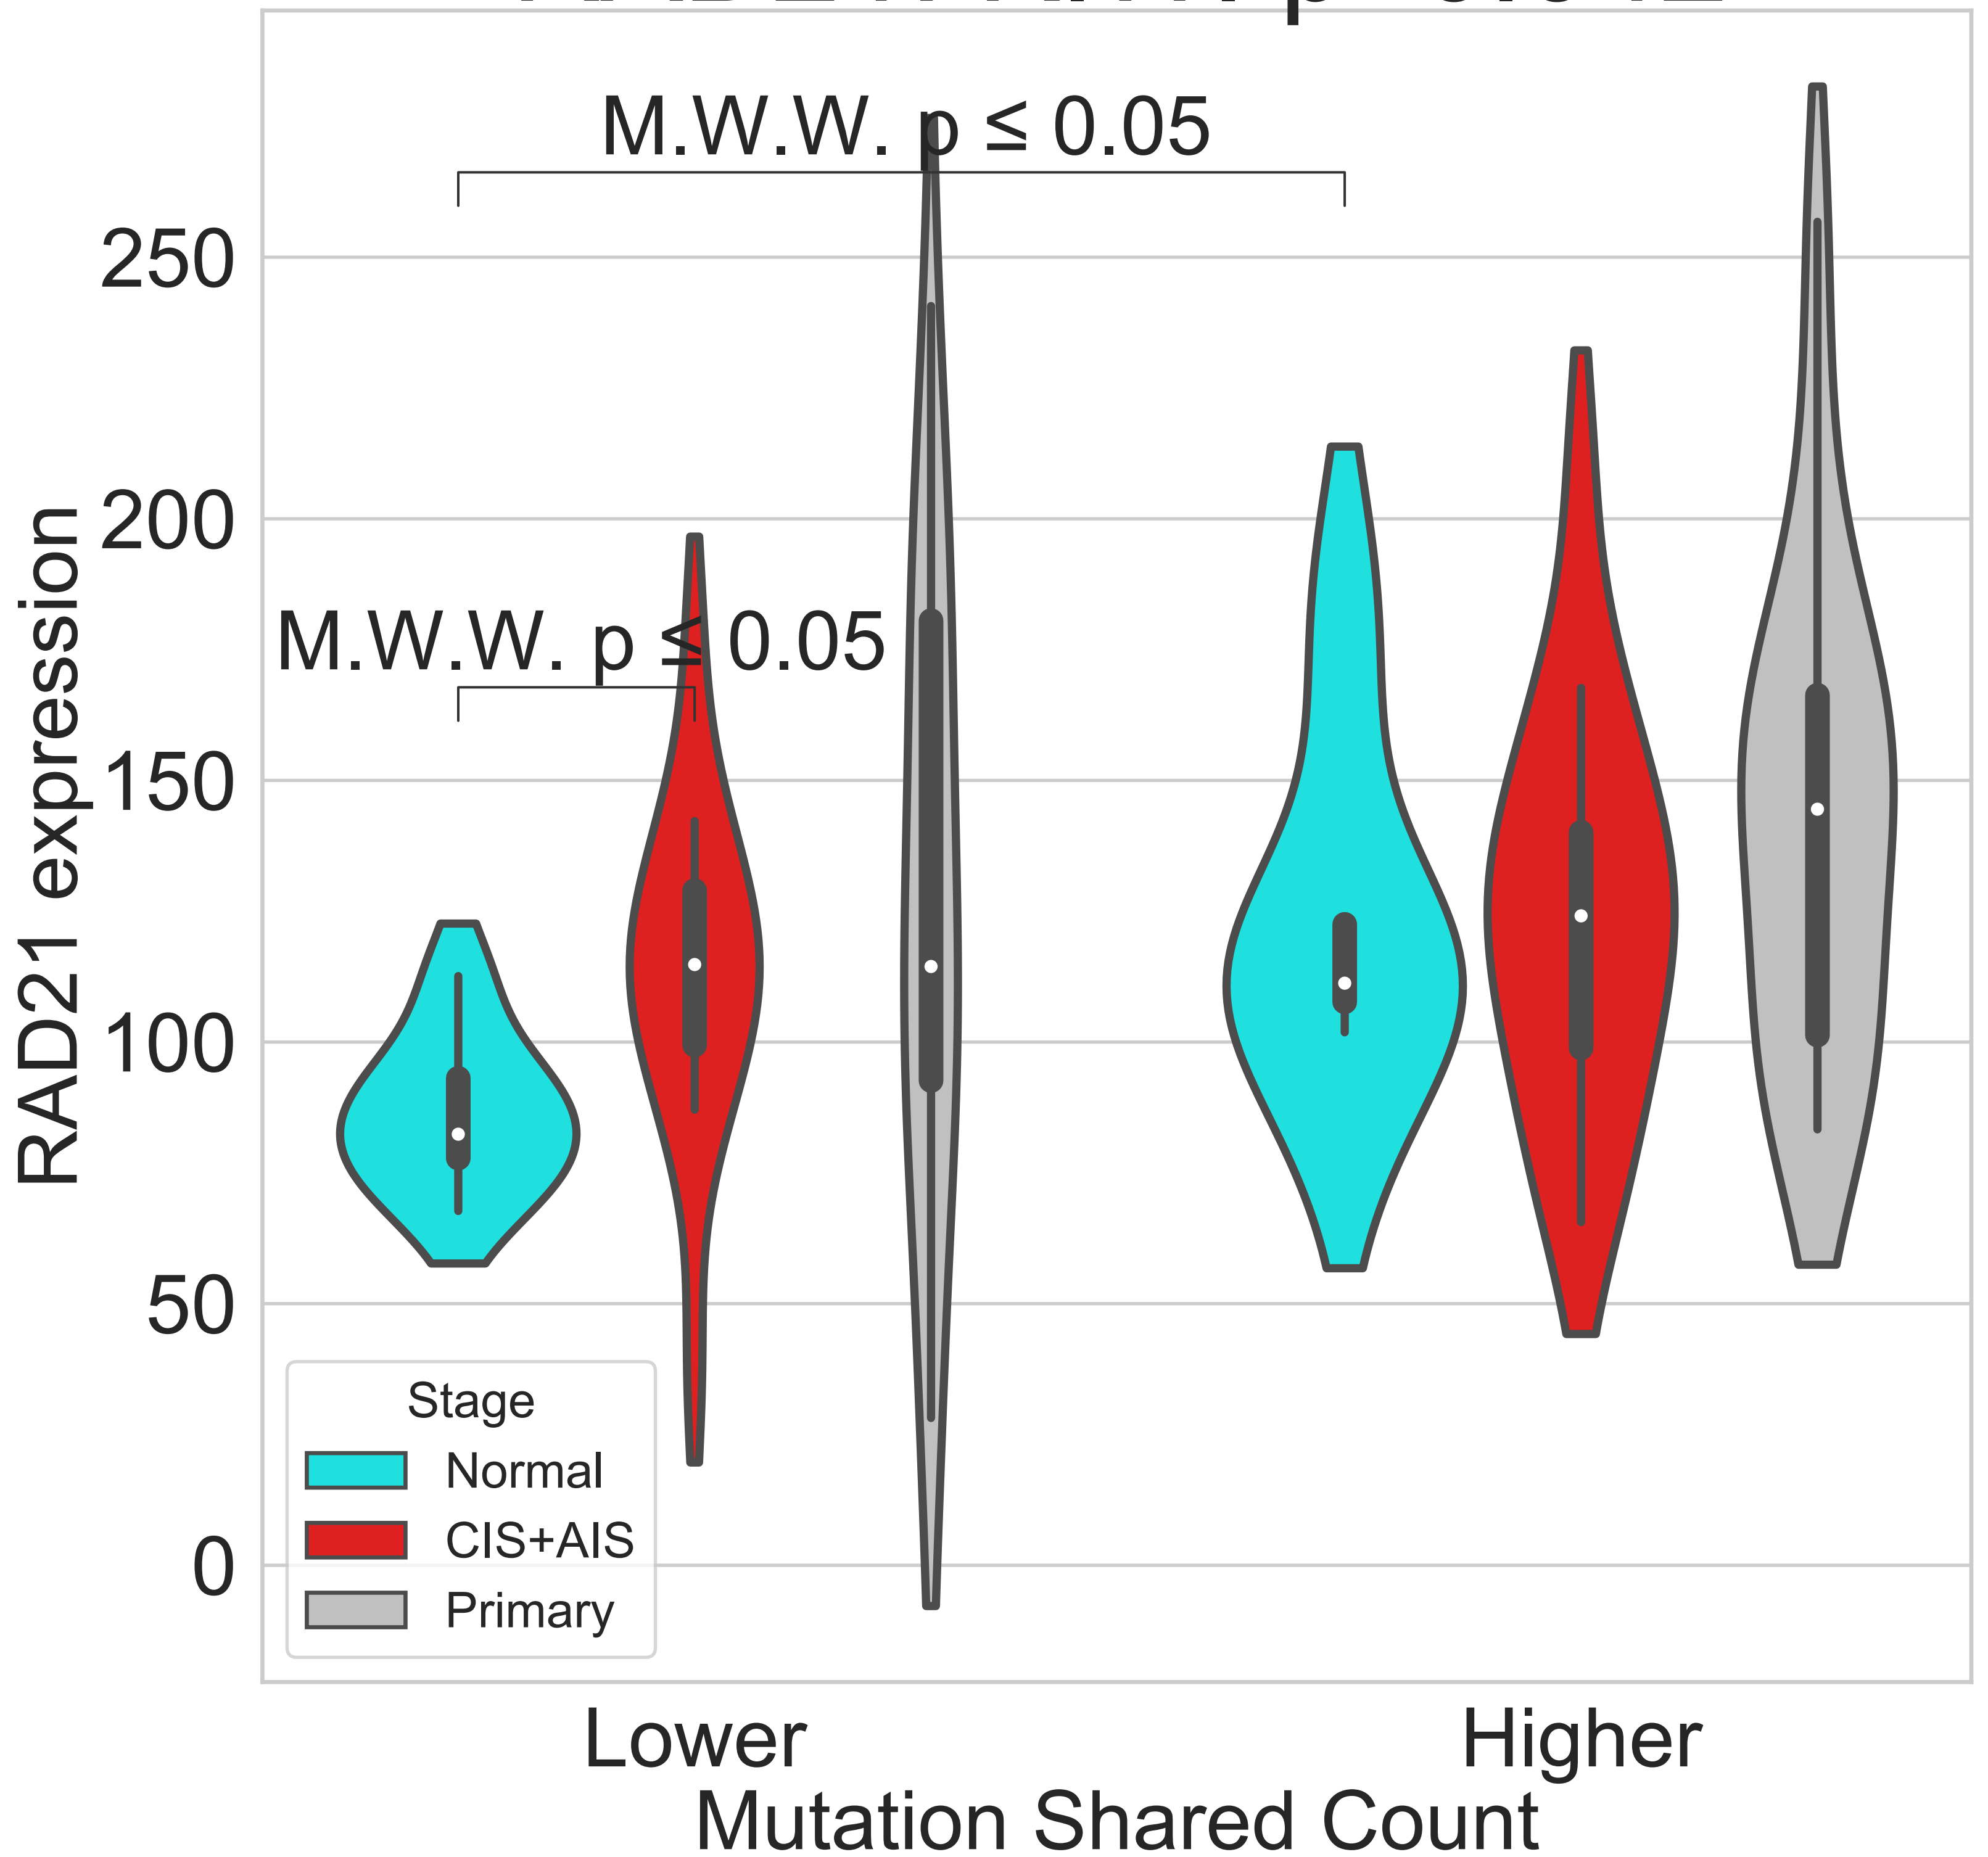 M.W.W. p ≤ 0.05
250
200
M.W.W. p ≤ 0.05
150
100
50
0
RAD21 expression
Stage
Normal
CIS+AIS
Primary
Lower
Higher
Mutation Shared Count